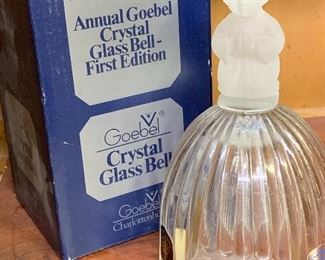 Annual Goebel
Crystal
Glass Bell-
First Edition
Goebel®
Crystal
Glass Bell
Goebel